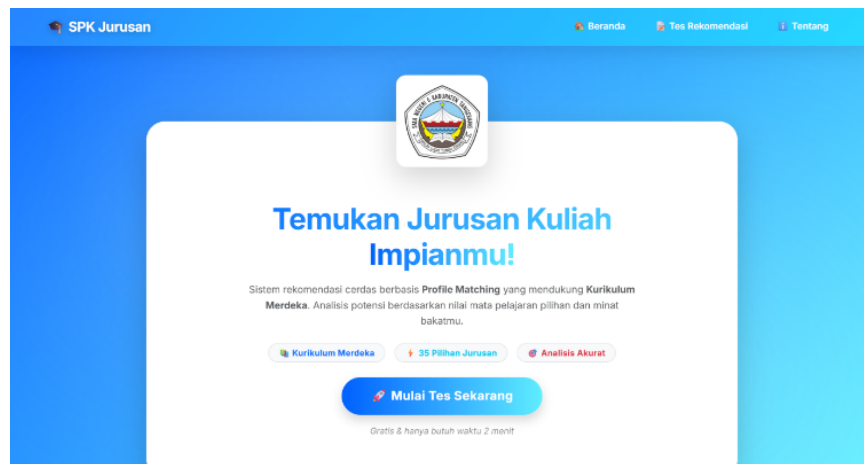 🎓 SPK Jurusan
🏠 Beranda
📝 Tes Rekomendasi
ℹ️ Tentang
Temukan Jurusan Kuliah
Impianmu!
Sistem rekomendasi cerdas berbasis Profile Matching yang mendukung Kurikulum
Merdeka. Analisis potensi berdasarkan nilai mata pelajaran pilihan dan minat
bakatmu.
📚 Kurikulum Merdeka
⚡ 35 Pilihan Jurusan
🎯 Analisis Akurat
🚀 Mulai Tes Sekarang
Gratis & hanya butuh waktu 2 menit